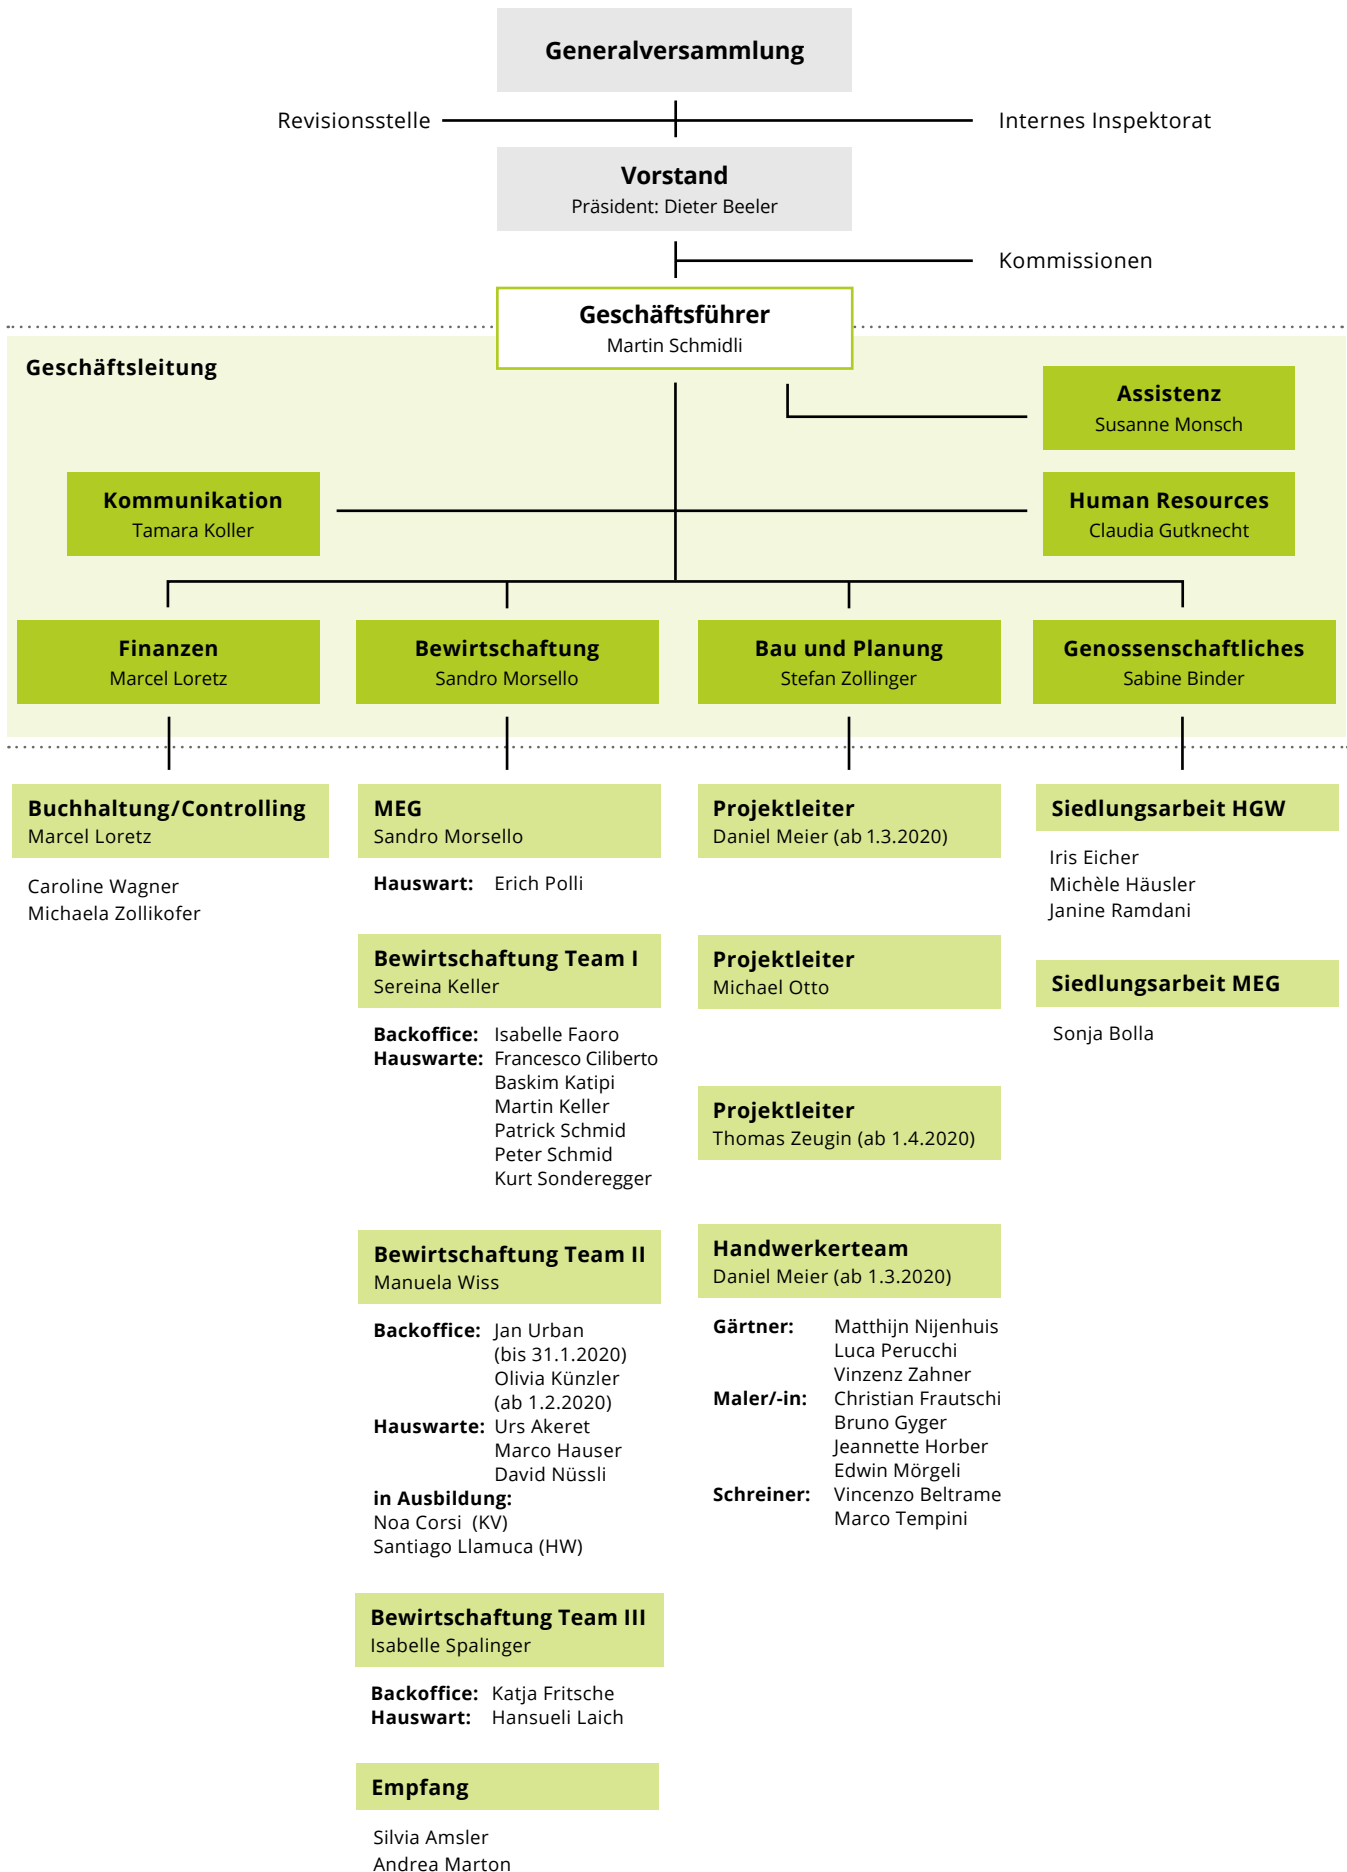 Generalversammlung
Revisionsstelle
Internes Inspektorat
Vorstand
Präsident: Dieter Beeler
Kommissionen
Geschäftsführer
Martin Schmidli
Geschäftsleitung
Assistenz
Susanne Monsch
Kommunikation
Tamara Koller
Human Resources
Claudia Gutknecht
Finanzen
Marcel Loretz
Bewirtschaftung
Sandro Morsello
Bau und Planung
Stefan Zollinger
Genossenschaftliches
Sabine Binder
Buchhaltung/Controlling
Marcel Loretz
Caroline Wagner
Michaela Zollikofer
MEG
Sandro Morsello
Hauswart: Erich Polli
Bewirtschaftung Team I
Sereina Keller
Backoffice: Isabelle Faoro
Hauswarte: Francesco Ciliberto
Baskim Katipi
Martin Keller
Patrick Schmid
Peter Schmid
Kurt Sonderegger
Bewirtschaftung Team II
Manuela Wiss
Backoffice: Jan Urban
(bis 31.1.2020)
Olivia Künzler
(ab 1.2.2020)
Hauswarte: Urs Akeret
Marco Hauser
David Nüssli
in Ausbildung:
Noa Corsi (KV)
Santiago Llamuca (HW)
Bewirtschaftung Team III
Isabelle Spalinger
Backoffice: Katja Fritsche
Hauswart: Hansueli Laich
Empfang
Silvia Amsler
Andrea Marton
Projektleiter
Daniel Meier (ab 1.3.2020)
Projektleiter
Michael Otto
Projektleiter
Thomas Zeugin (ab 1.4.2020)
Handwerkerteam
Daniel Meier (ab 1.3.2020)
Gärtner: Matthijn Nijenhuis
Luca Perucchi
Vinzenz Zahner
Maler/-in: Christian Frautschi
Bruno Gyger
Jeannette Horber
Edwin Mörgeli
Schreiner: Vincenzo Beltrame
Marco Tempini
Siedlungsarbeit HGW
Iris Eicher
Michèle Häusler
Janine Ramdani
Siedlungsarbeit MEG
Sonja Bolla